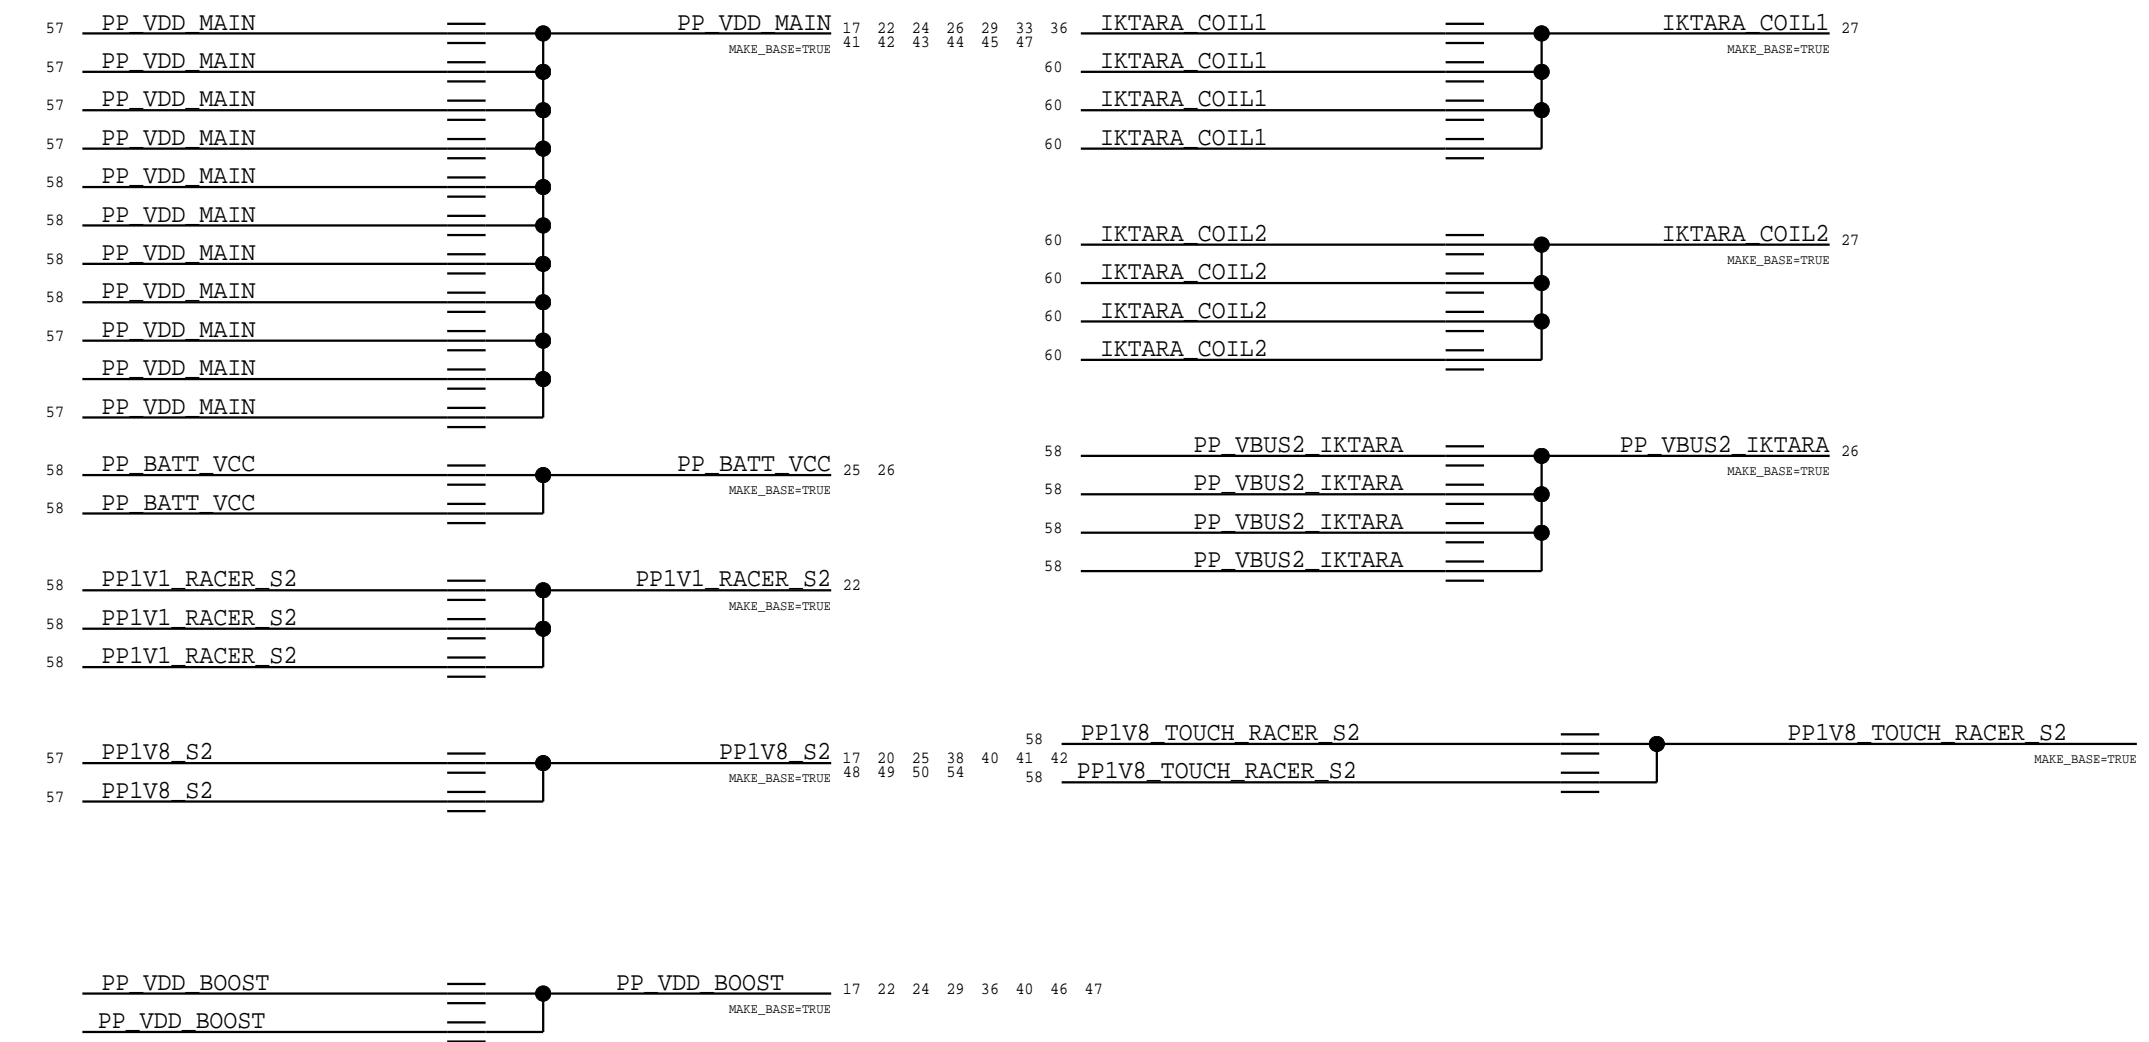 57 PP_VDD_MAIN PP_VDD_MAIN 17 22 24 26 29 33 36
MAKE_BASE=TRUE 41 42 43 44 45 47
57 PP_VDD_MAIN
57 PP_VDD_MAIN
57 PP_VDD_MAIN
58 PP_VDD_MAIN
58 PP_VDD_MAIN
58 PP_VDD_MAIN
58 PP_VDD_MAIN
57 PP_VDD_MAIN
PP_VDD_MAIN
57 PP_VDD_MAIN
58 PP_BATT_VCC PP_BATT_VCC 25 26
MAKE_BASE=TRUE
58 PP_BATT_VCC
58 PP1V1_RACER_S2 PP1V1_RACER_S2 22
MAKE_BASE=TRUE
58 PP1V1_RACER_S2
58 PP1V1_RACER_S2
57 PP1V8_S2 PP1V8_S2 17 20 25 38 40 41 42
MAKE_BASE=TRUE 48 49 50 54
57 PP1V8_S2
PP_VDD_BOOST PP_VDD_BOOST 17 22 24 29 36 40 46 47
MAKE_BASE=TRUE
PP_VDD_BOOST
IKTARA_COIL1 IKTARA_COIL1 27
MAKE_BASE=TRUE
60 IKTARA_COIL1
60 IKTARA_COIL1
60 IKTARA_COIL1
60 IKTARA_COIL2 IKTARA_COIL2 27
MAKE_BASE=TRUE
60 IKTARA_COIL2
60 IKTARA_COIL2
60 IKTARA_COIL2
58 PP_VBUS2_IKTARA PP_VBUS2_IKTARA 26
MAKE_BASE=TRUE
58 PP_VBUS2_IKTARA
58 PP_VBUS2_IKTARA
58 PP_VBUS2_IKTARA
58 PP1V8_TOUCH_RACER_S2 PP1V8_TOUCH_RACER_S2
MAKE_BASE=TRUE
58 PP1V8_TOUCH_RACER_S2